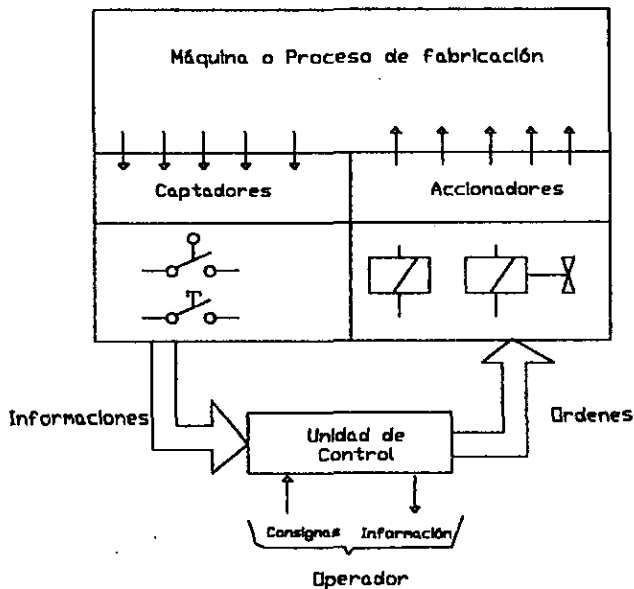 Máquina o Proceso de fabricación
Captadores
Accionadores
Informaciones
Ordenes
Unidad de
Control
Consignas
Información
Operador